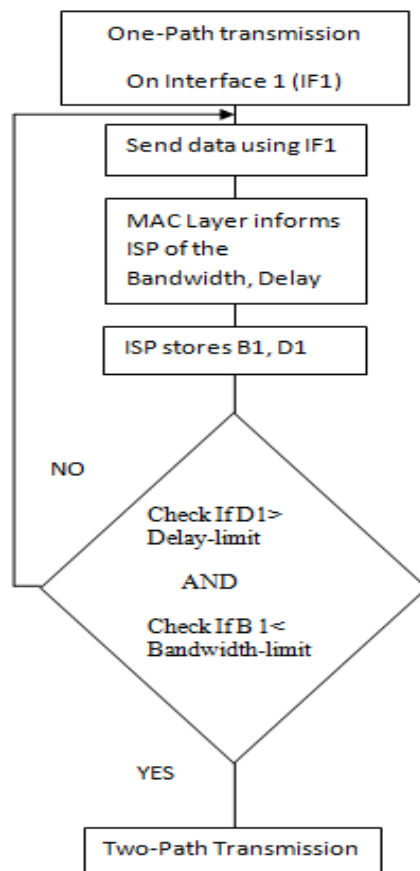 One-Path transmission
On Interface 1 (IF1)
Send data using IF1
MAC Layer informs
ISP of the
Bandwidth, Delay
ISP stores B1, D1
NO
Check If D1>
Delay-limit
AND
Check If B 1<
Bandwidth-limit
YES
Two-Path Transmission